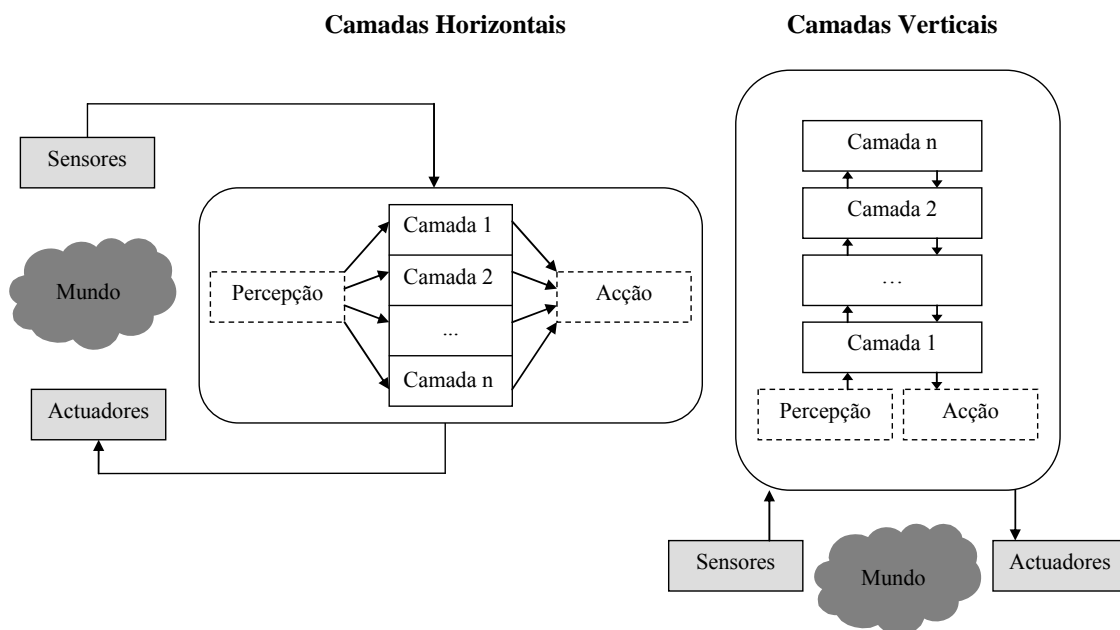 Camadas Horizontais
Sensores
Mundo
Actuadores
Percepção
Camada 1
Camada 2
...
Camada n
Acção
Camadas Verticais
Camada n
Camada 2
…
Camada 1
Percepção
Acção
Sensores
Mundo
Actuadores